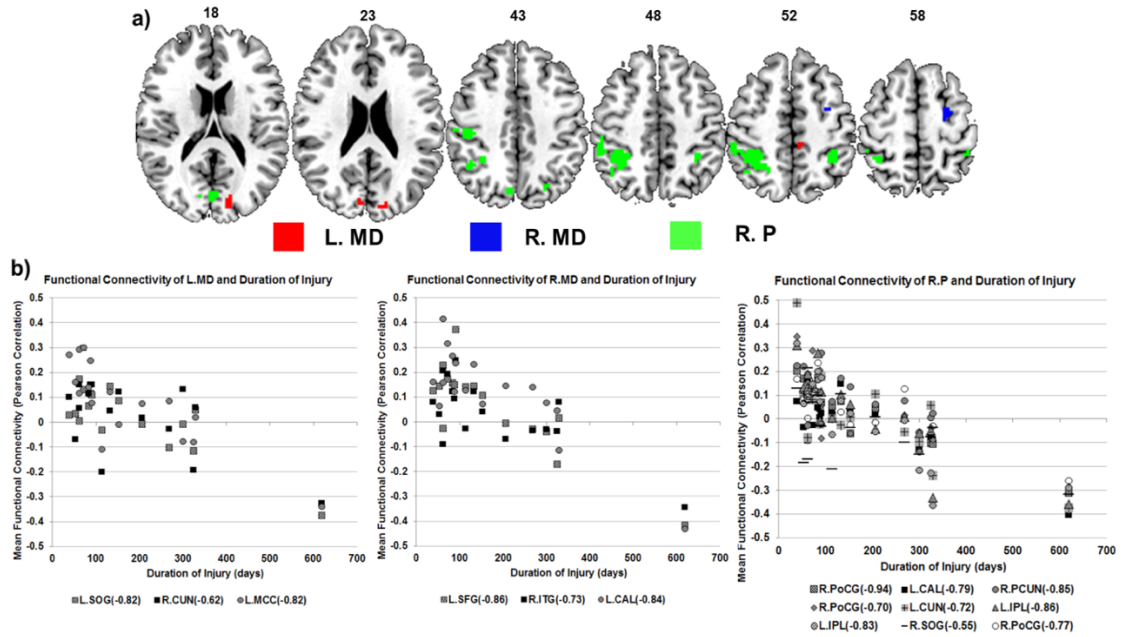 a)
18 23 43 48 52 58
L. MD R. MD R. P
b)
Functional Connectivity of L.MD and Duration of Injury
Mean Functional Connectivity (Pearson Correlation)
0.5
0.4
0.3
0.2
0.1
0
-0.1
-0.2
-0.3
-0.4
-0.5
0 100 200 300 400 500 600 700
Duration of Injury (days)
L.SOG(-0.82) R.CUN(-0.62) L.MCC(-0.82)
Functional Connectivity of R.MD and Duration of Injury
Mean Functional Connectivity (Pearson Correlation)
0.5
0.4
0.3
0.2
0.1
0
-0.1
-0.2
-0.3
-0.4
-0.5
0 100 200 300 400 500 600 700
Duration of Injury (days)
L.SFG(-0.86) R.ITG(-0.73) L.CAL(-0.84)
Functional Connectivity of R.P and Duration of Injury
Mean Functional Connectivity (Pearson Correlation)
0.5
0.4
0.3
0.2
0.1
0
-0.1
-0.2
-0.3
-0.4
-0.5
0 100 200 300 400 500 600 700
Duration of Injury (days)
R.PoCG(-0.94) L.CAL(-0.79) R.PCUN(-0.85)
R.PoCG(-0.70) L.CUN(-0.72) L.IPL(-0.86)
L.IPL(-0.83) R.SOG(-0.55) R.PoCG(-0.77)